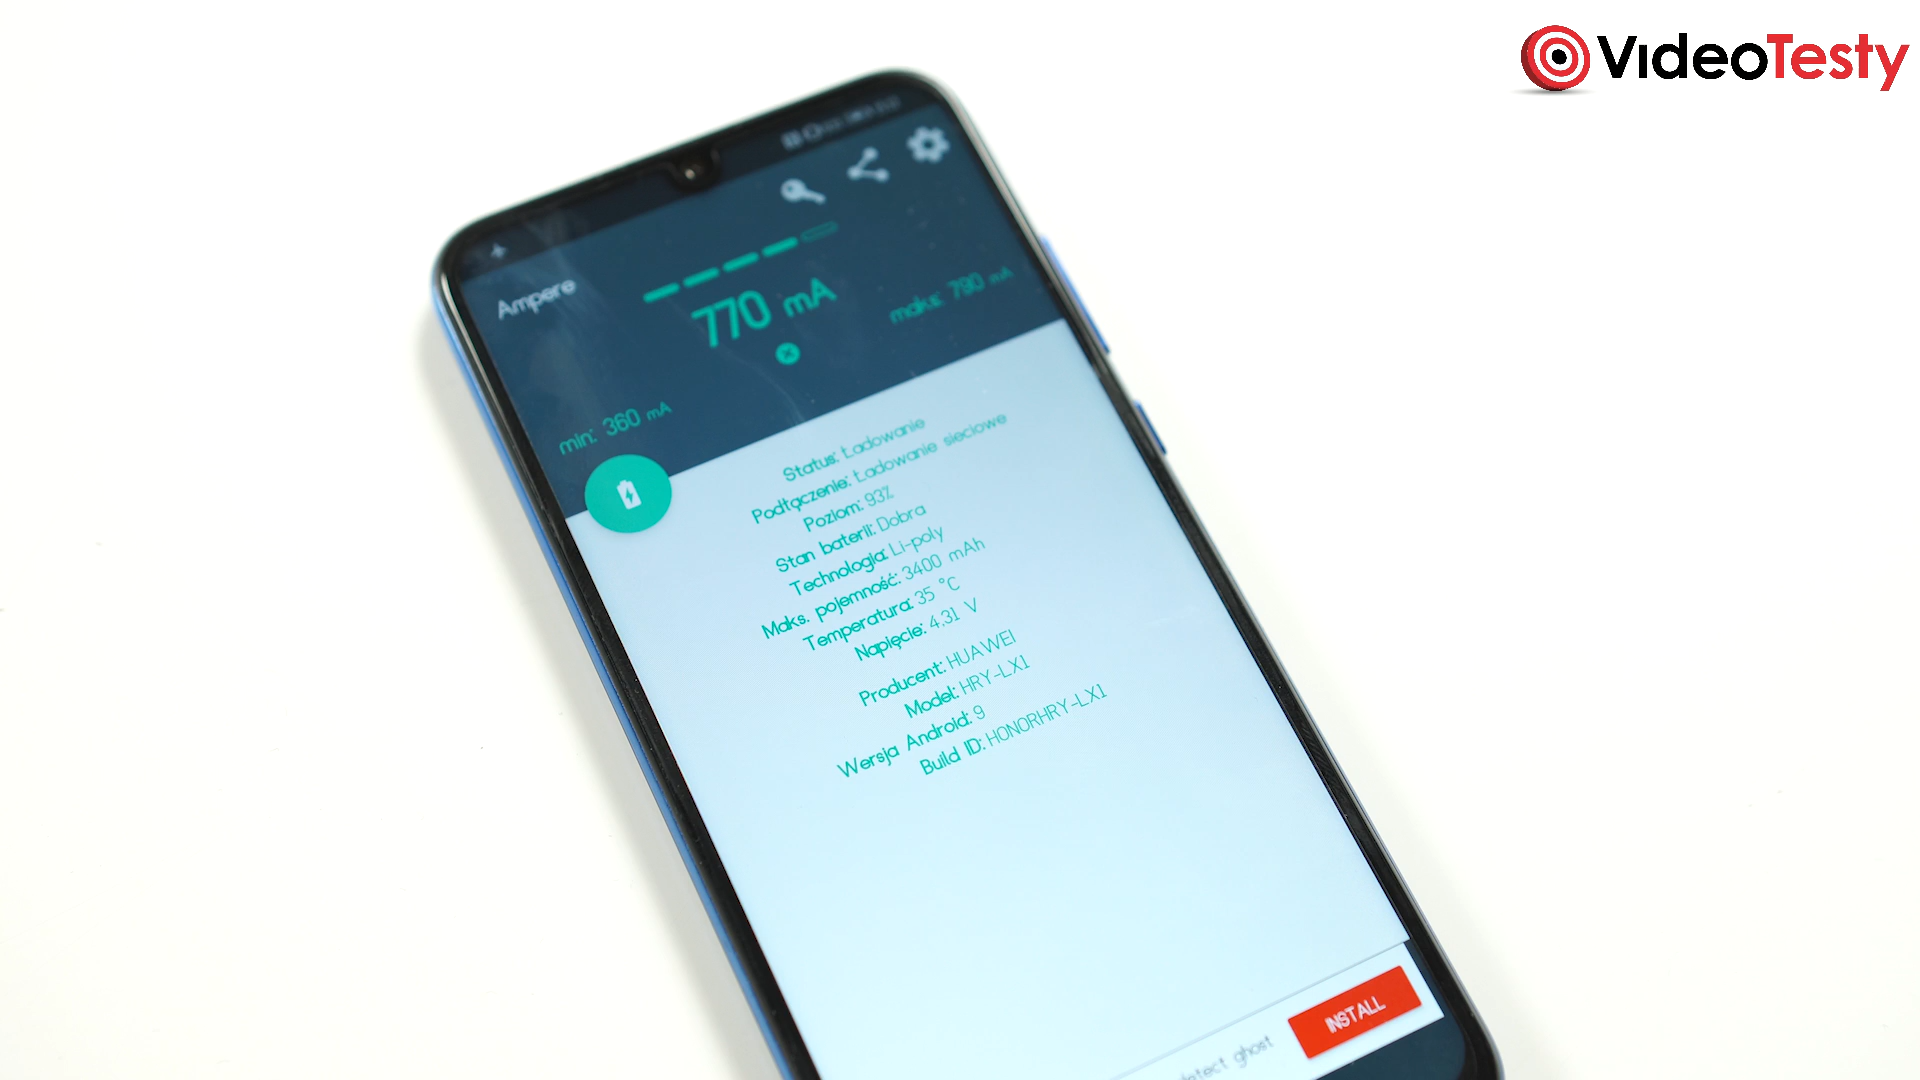 VideoTesty
Ampere
770 mA
maks: 790 mA
min: 360 mA
Status: Ładowanie
Podłączenie: Ładowanie sieciowe
Poziom: 93%
Stan baterii: Dobra
Technologia: Li-poly
Maks. pojemność: 3400 mAh
Temperatura: 35 °C
Napięcie: 4,31 V
Producent: HUAWEI
Model: HRY-LX1
Wersja Android: 9
Build ID: HONORHRY-LX1
detect ghost
INSTALL